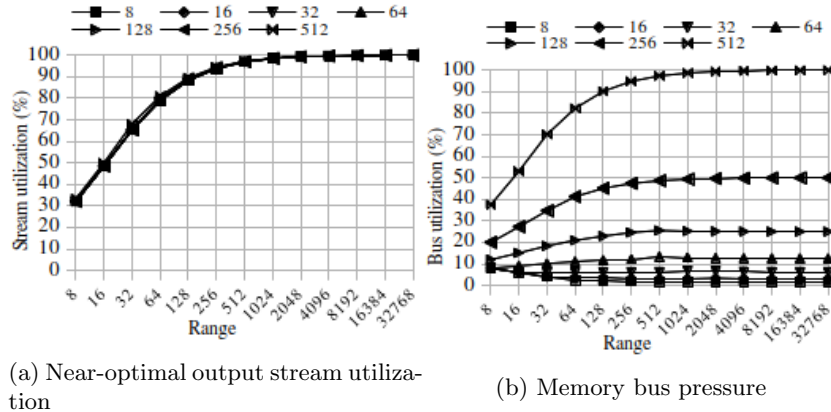 8 16 32 64
128 256 512
100
90
80
70
60
50
40
30
20
10
0
Stream utilization (%)
8 16 32 64 128 256 512 1024 2048 4096 8192 16384 32768
Range
(a) Near-optimal output stream utiliza-
tion
8 16 32 64
128 256 512
100
90
80
70
60
50
40
30
20
10
0
Bus utilization (%)
8 16 32 64 128 256 512 1024 2048 4096 8192 16384 32768
Range
(b) Memory bus pressure